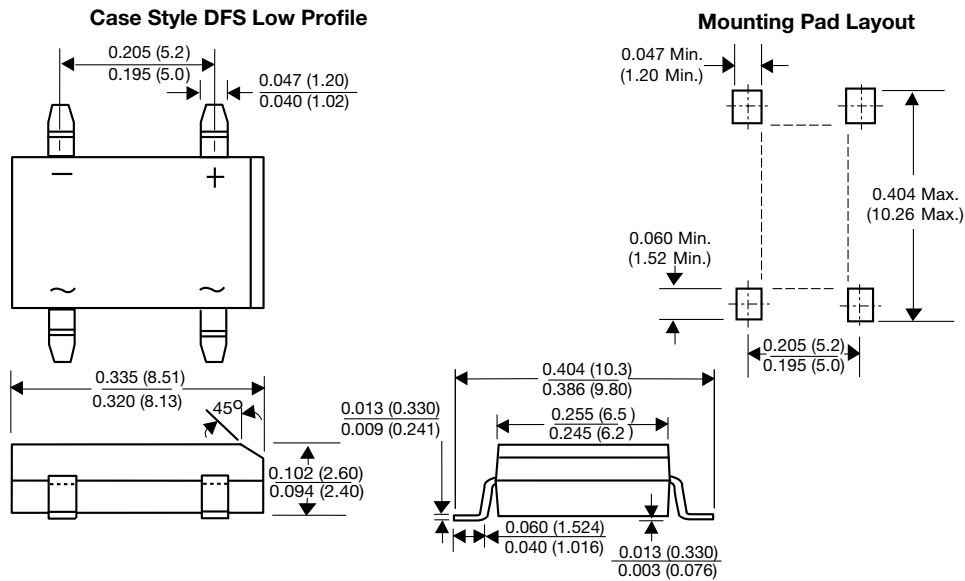 Case Style DFS Low Profile
0.205 (5.2)
0.195 (5.0)
0.047 (1.20)
0.040 (1.02)
− +
~ ~
0.335 (8.51)
0.320 (8.13)
45º
0.102 (2.60)
0.094 (2.40)
Mounting Pad Layout
0.047 Min.
(1.20 Min.)
0.404 Max.
(10.26 Max.)
0.060 Min.
(1.52 Min.)
0.205 (5.2)
0.195 (5.0)
0.404 (10.3)
0.386 (9.80)
0.013 (0.330)
0.009 (0.241)
0.255 (6.5 )
0.245 (6.2 )
0.060 (1.524)
0.040 (1.016)
0.013 (0.330)
0.003 (0.076)